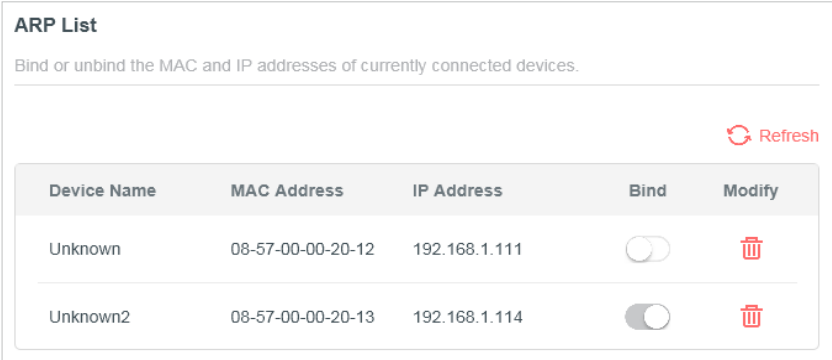 ARP List
Bind or unbind the MAC and IP addresses of currently connected devices.
Refresh
Device Name MAC Address IP Address Bind Modify
Unknown 08-57-00-00-20-12 192.168.1.111
Unknown2 08-57-00-00-20-13 192.168.1.114